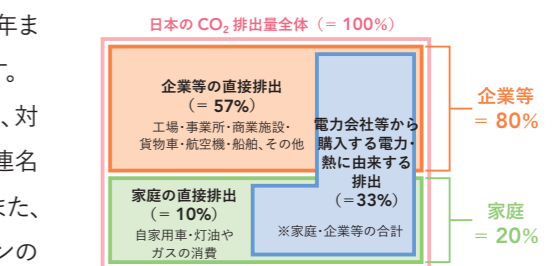 年ま
す。
、対
連名
また、
ンの
日本の CO₂ 排出量全体（= 100%）
企業等の直接排出
（= 57%）
工場・事業所・商業施設・
貨物車・航空機・船舶、その他
電力会社等から
購入する電力・
熱に由来する
排出
（=33%）
※家庭・企業等の合計
家庭の直接排出
（= 10%）
自家用車・灯油や
ガスの消費
企業等
= 80%
家庭
= 20%